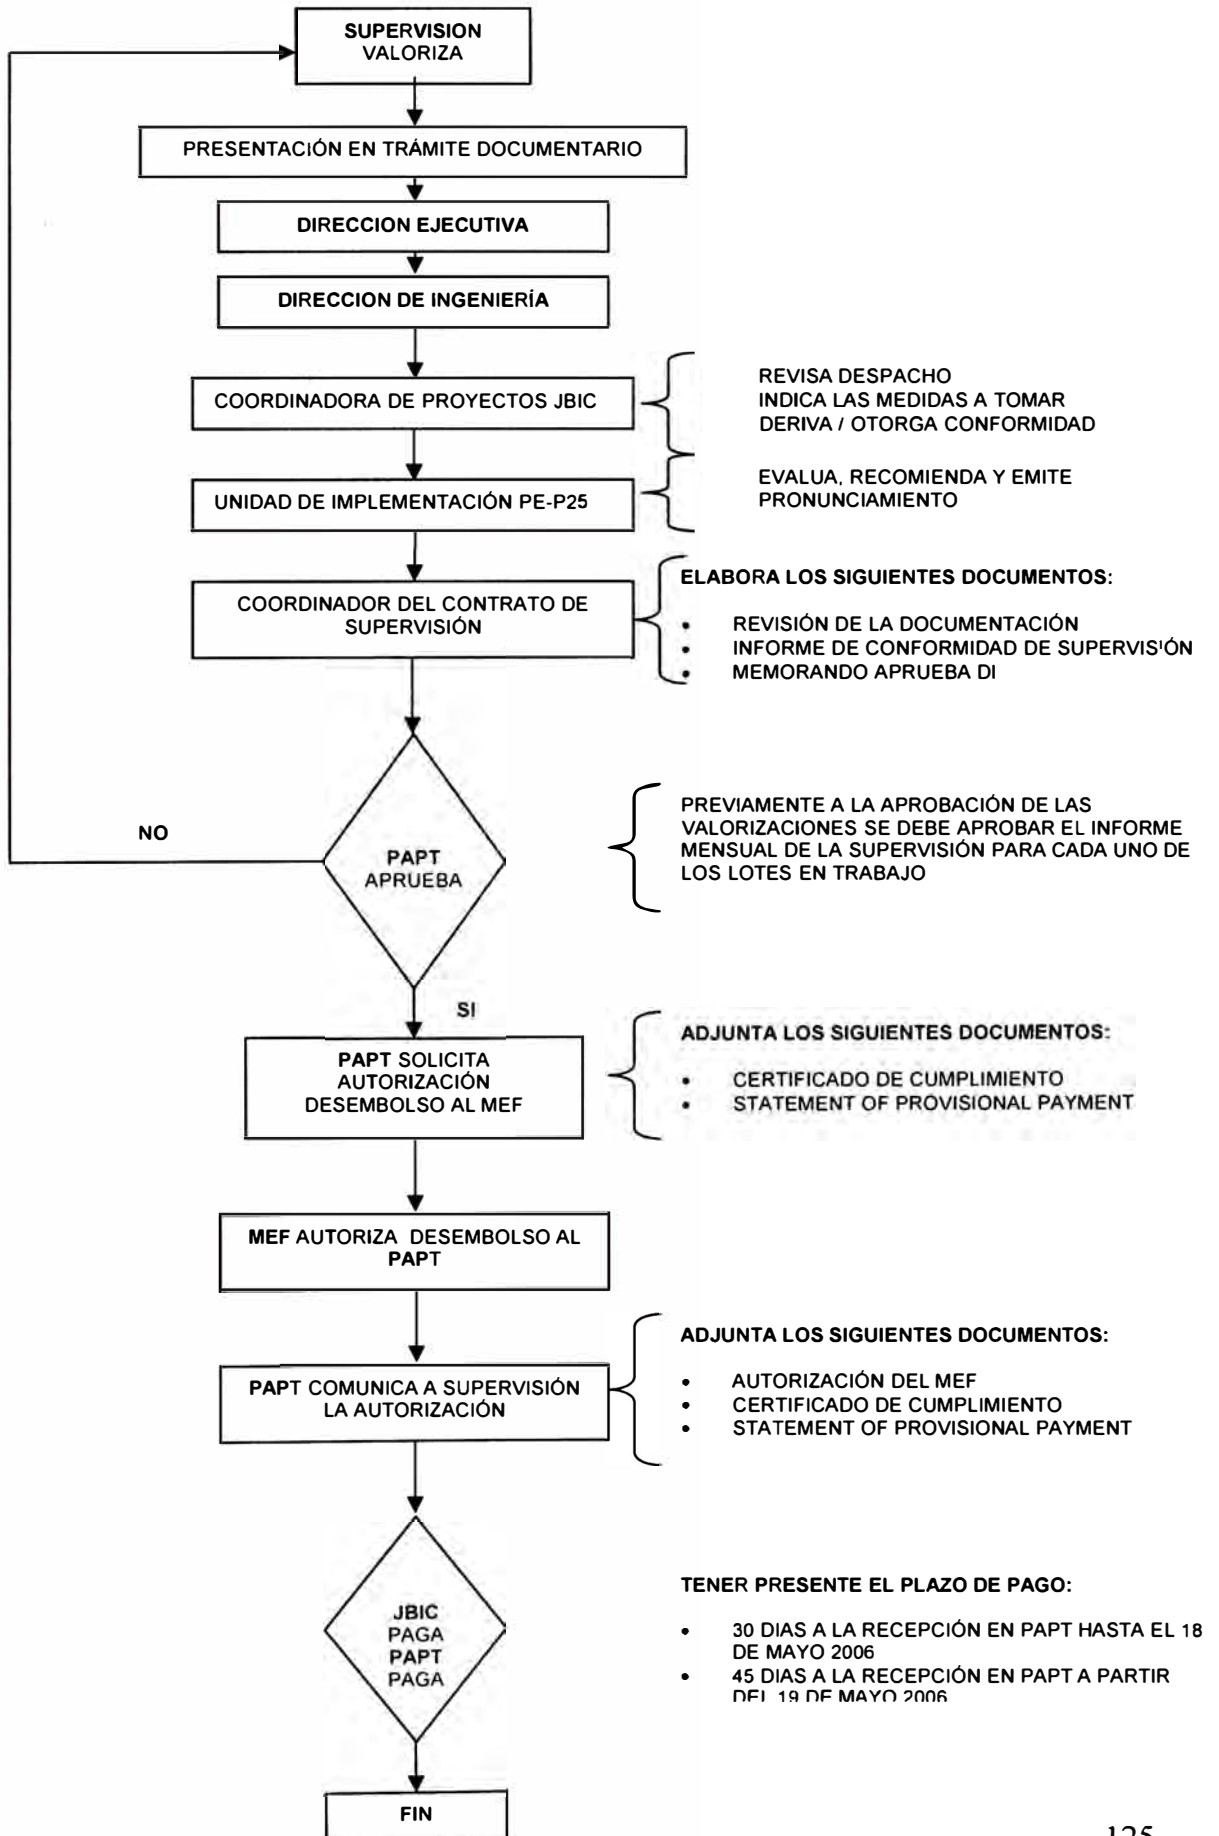 SUPERVISION
VALORIZA
PRESENTACIÓN EN TRÁMITE DOCUMENTARIO
DIRECCION EJECUTIVA
DIRECCION DE INGENIERÍA
COORDINADORA DE PROYECTOS JBIC
REVISA DESPACHO
INDICA LAS MEDIDAS A TOMAR
DERIVA / OTORGA CONFORMIDAD
UNIDAD DE IMPLEMENTACIÓN PE-P25
EVALUA, RECOMIENDA Y EMITE
PRONUNCIAMIENTO
COORDINADOR DEL CONTRATO DE
SUPERVISIÓN
ELABORA LOS SIGUIENTES DOCUMENTOS:
• REVISIÓN DE LA DOCUMENTACIÓN
• INFORME DE CONFORMIDAD DE SUPERVISIÓN
• MEMORANDO APRUEBA DI
NO
PAPT
APRUEBA
PREVIAMENTE A LA APROBACIÓN DE LAS
VALORIZACIONES SE DEBE APROBAR EL INFORME
MENSUAL DE LA SUPERVISIÓN PARA CADA UNO DE
LOS LOTES EN TRABAJO
SI
PAPT SOLICITA
AUTORIZACIÓN
DESEMBOLSO AL MEF
ADJUNTA LOS SIGUIENTES DOCUMENTOS:
• CERTIFICADO DE CUMPLIMIENTO
• STATEMENT OF PROVISIONAL PAYMENT
MEF AUTORIZA DESEMBOLSO AL
PAPT
PAPT COMUNICA A SUPERVISIÓN
LA AUTORIZACIÓN
ADJUNTA LOS SIGUIENTES DOCUMENTOS:
• AUTORIZACIÓN DEL MEF
• CERTIFICADO DE CUMPLIMIENTO
• STATEMENT OF PROVISIONAL PAYMENT
JBIC
PAGA
PAPT
PAGA
TENER PRESENTE EL PLAZO DE PAGO:
• 30 DIAS A LA RECEPCIÓN EN PAPT HASTA EL 18
DE MAYO 2006
• 45 DIAS A LA RECEPCIÓN EN PAPT A PARTIR
DEL 19 DE MAYO 2006
FIN
125